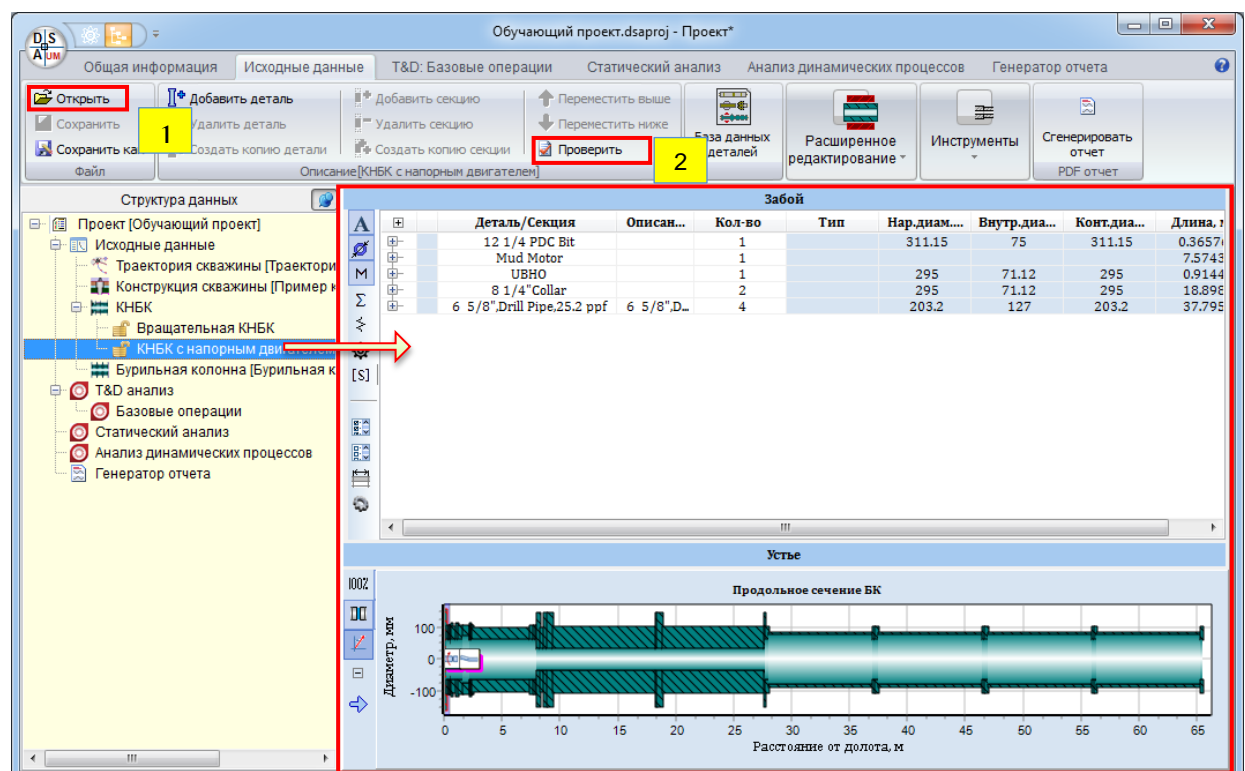 Обучающий проект.dsaproj - Проект*
D|S
A UM
Общая информация Исходные данные T&D: Базовые операции Статический анализ Анализ динамических процессов Генератор отчета
Открыть
Сохранить
Сохранить как
Файл
1
Добавить деталь
Удалить деталь
Создать копию детали
Добавить секцию
Удалить секцию
Создать копию секции
Переместить выше
Переместить ниже
Проверить
2
Описание[КНБК с напорным двигателем]
База данных
деталей
Расширенное
редактирование
Инструменты
Сгенерировать
отчет
PDF отчет
Структура данных
Проект [Обучающий проект]
Исходные данные
Траектория скважины [Траектори
Конструкция скважины [Пример к
КНБК
Вращательная КНБК
КНБК с напорным двигателем
Бурильная колонна [Бурильная к
T&D анализ
Базовые операции
Статический анализ
Анализ динамических процессов
Генератор отчета
Забой
A
M
Σ
[S]
Деталь/Секция Описан... Кол-во Тип Нар.диам.... Внутр.диа... Конт.диа... Длина,
12 1/4 PDC Bit 1 311.15 75 311.15 0.3657
Mud Motor 1 7.5743
UBHO 1 295 71.12 295 0.9144
8 1/4"Collar 2 295 71.12 295 18.898
6 5/8",Drill Pipe,25.2 ppf 6 5/8",D... 4 203.2 127 203.2 37.795
Устье
100%
Продольное сечение БК
Диаметр, мм
100
0
-100
0 5 10 15 20 25 30 35 40 45 50 55 60 65
Расстояние от долота, м